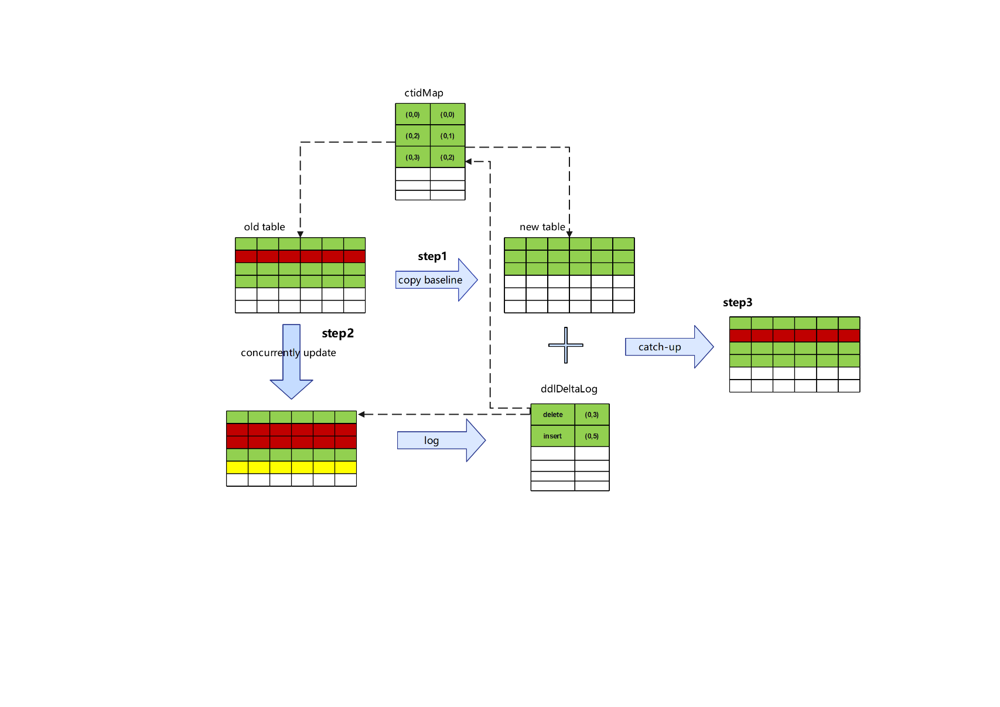 ctidMap
(0,0) (0,0)
(0,2) (0,1)
(0,3) (0,2)
old table
new table
step1
copy baseline
step3
step2
concurrently update
catch-up
ddlDeltaLog
delete (0,3)
insert (0,5)
log